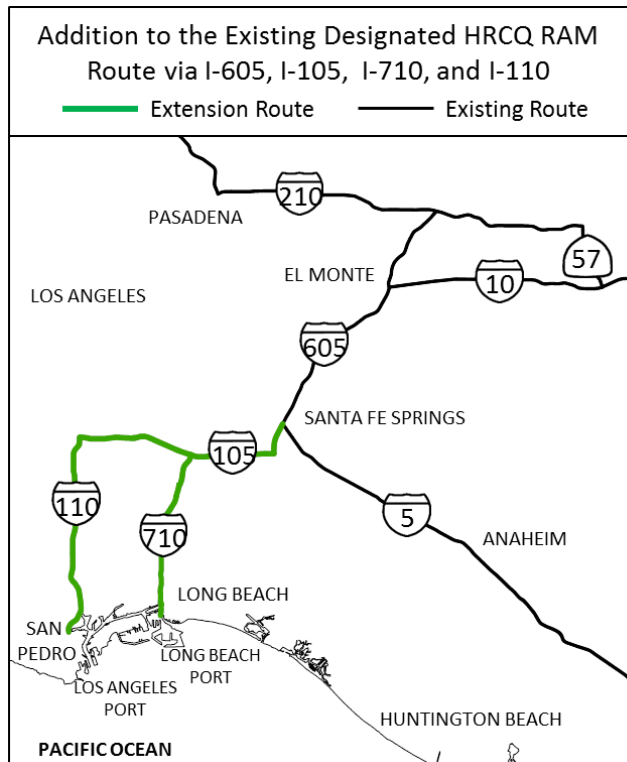 Addition to the Existing Designated HRCQ RAM
Route via I-605, I-105, I-710, and I-110
Extension Route
Existing Route
210
PASADENA
57
EL MONTE
10
LOS ANGELES
605
SANTA FE SPRINGS
105
110
710
5
ANAHEIM
LONG BEACH
SAN
PEDRO
LONG BEACH
PORT
LOS ANGELES
PORT
HUNTINGTON BEACH
PACIFIC OCEAN